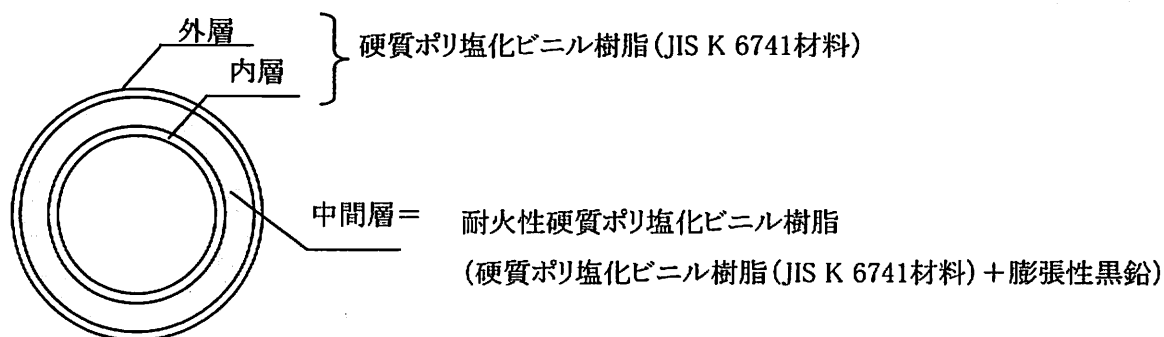 外層
硬質ポリ塩化ビニル樹脂(JIS K 6741材料)
内層
中間層＝
耐火性硬質ポリ塩化ビニル樹脂
(硬質ポリ塩化ビニル樹脂(JIS K 6741材料)＋膨張性黒鉛)